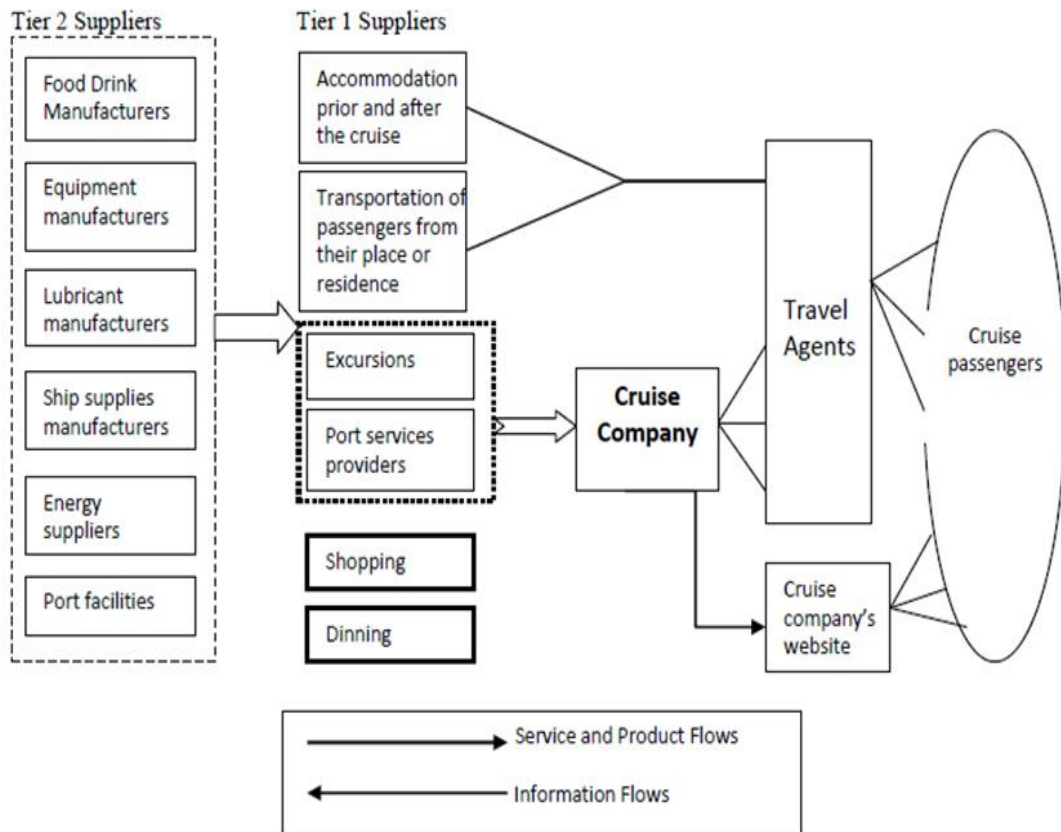 Tier 2 Suppliers
Food Drink
Manufacturers
Equipment
manufacturers
Lubricant
manufacturers
Ship supplies
manufacturers
Energy
suppliers
Port facilities
Tier 1 Suppliers
Accommodation
prior and after
the cruise
Transportation of
passengers from
their place or
residence
Excursions
Port services
providers
Shopping
Dinning
Cruise
Company
Travel
Agents
Cruise
company's
website
Cruise
passengers
Service and Product Flows
Information Flows